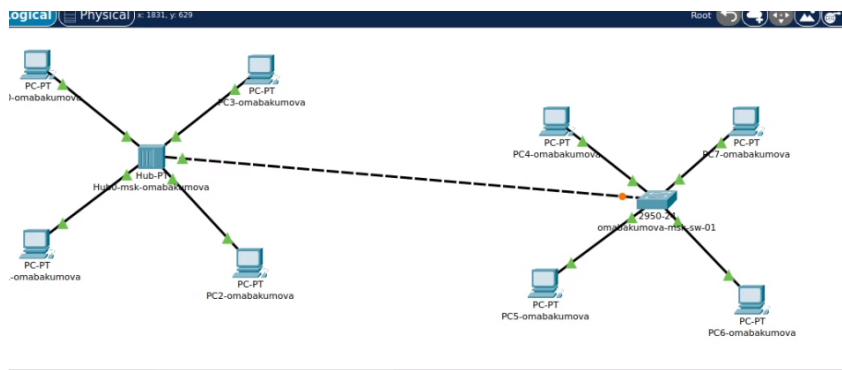 ogical Physical x: 1831, y: 629 Root
PC-PT
0-omabakumova
PC-PT
PC3-omabakumova
PC-PT
PC4-omabakumova
PC-PT
PC7-omabakumova
Hub-PT
Hub0-msk-omabakumova
2950-24
omabakumova-msk-sw-01
PC-PT
-omabakumova
PC-PT
PC2-omabakumova
PC-PT
PC5-omabakumova
PC-PT
PC6-omabakumova